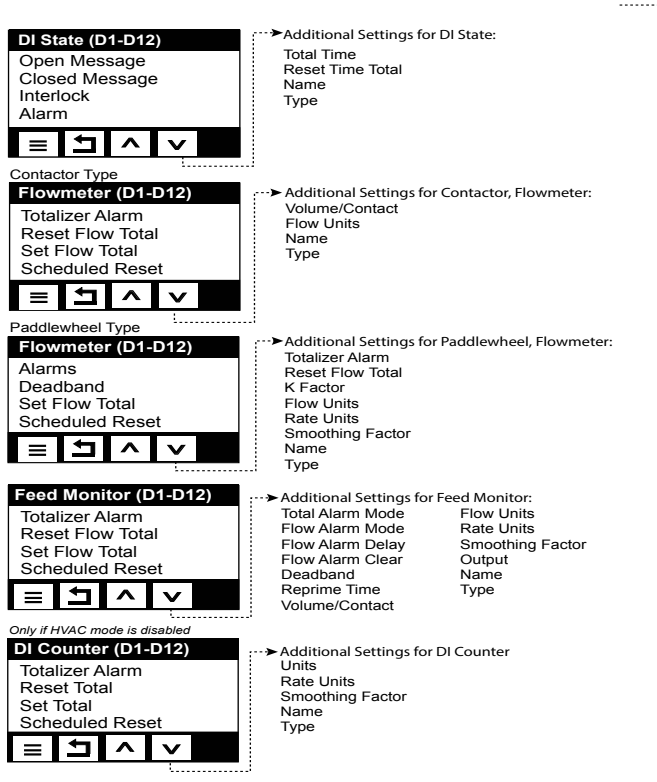 DI State (D1-D12)
Open Message
Closed Message
Interlock
Alarm
Additional Settings for DI State:
Total Time
Reset Time Total
Name
Type
Contactor Type
Flowmeter (D1-D12)
Totalizer Alarm
Reset Flow Total
Set Flow Total
Scheduled Reset
Additional Settings for Contactor, Flowmeter:
Volume/Contact
Flow Units
Name
Type
Paddlewheel Type
Flowmeter (D1-D12)
Alarms
Deadband
Set Flow Total
Scheduled Reset
Additional Settings for Paddlewheel, Flowmeter:
Totalizer Alarm
Reset Flow Total
K Factor
Flow Units
Rate Units
Smoothing Factor
Name
Type
Feed Monitor (D1-D12)
Totalizer Alarm
Reset Flow Total
Set Flow Total
Scheduled Reset
Additional Settings for Feed Monitor:
Total Alarm Mode
Flow Alarm Mode
Flow Alarm Delay
Flow Alarm Clear
Deadband
Reprime Time
Volume/Contact
Flow Units
Rate Units
Smoothing Factor
Output
Name
Type
Only if HVAC mode is disabled
DI Counter (D1-D12)
Totalizer Alarm
Reset Total
Set Total
Scheduled Reset
Additional Settings for DI Counter
Units
Rate Units
Smoothing Factor
Name
Type